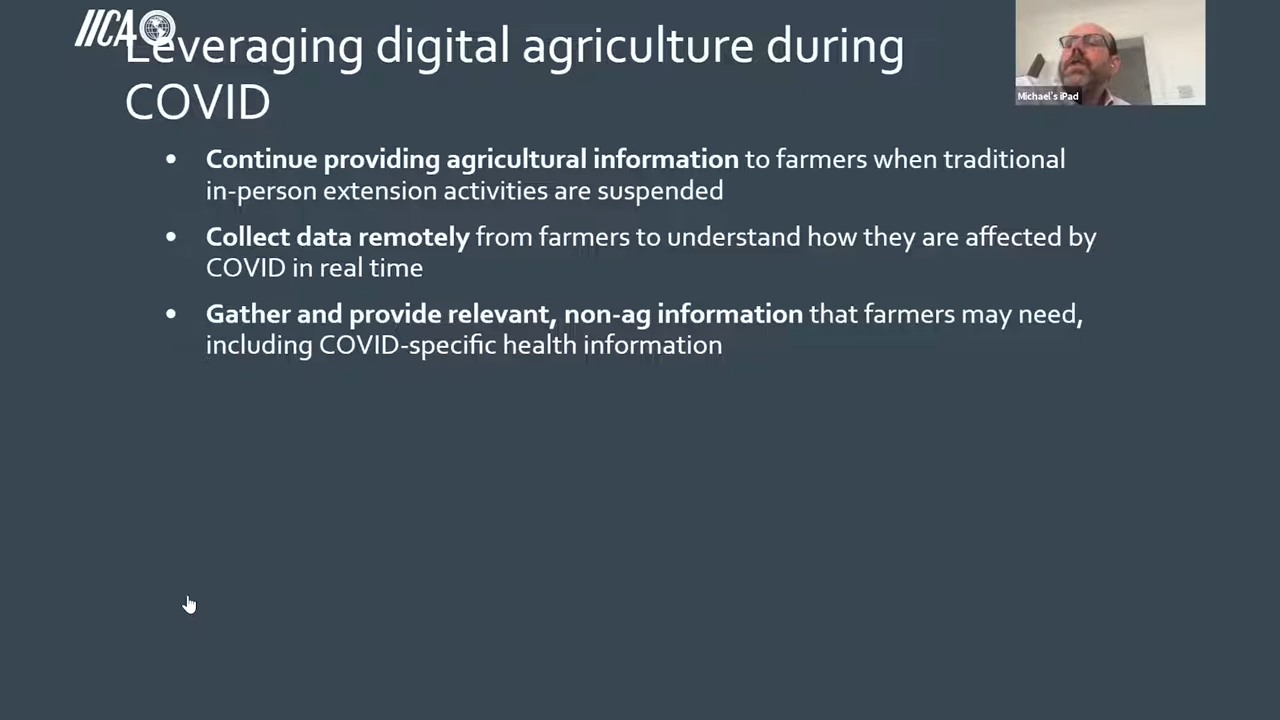 IICA
Leveraging digital agriculture during
COVID
Michael's iPad
• Continue providing agricultural information to farmers when traditional
in-person extension activities are suspended
• Collect data remotely from farmers to understand how they are affected by
COVID in real time
• Gather and provide relevant, non-ag information that farmers may need,
including COVID-specific health information